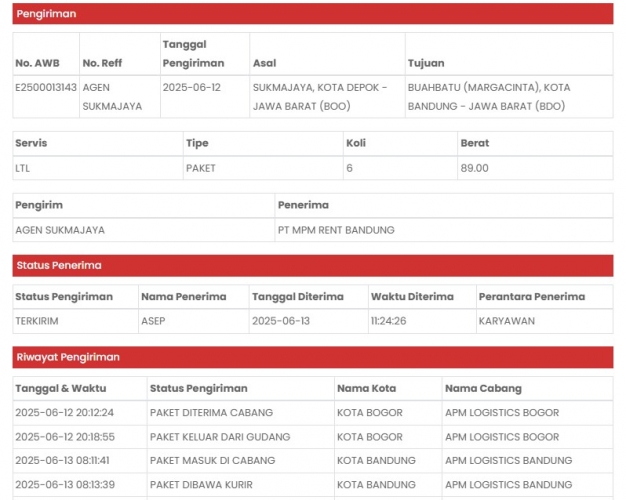 Pengiriman
No. AWB No. Reff Tanggal Pengiriman Asal Tujuan
E2500013143 AGEN SUKMAJAYA 2025-06-12 SUKMAJAYA, KOTA DEPOK - JAWA BARAT (BOO) BUAHBATU (MARGACINTA), KOTA BANDUNG - JAWA BARAT (BDO)
Servis Tipe Koli Berat
LTL PAKET 6 89.00
Pengirim Penerima
AGEN SUKMAJAYA PT MPM RENT BANDUNG
Status Penerima
Status Pengiriman Nama Penerima Tanggal Diterima Waktu Diterima Perantara Penerima
TERKIRIM ASEP 2025-06-13 11:24:26 KARYAWAN
Riwayat Pengiriman
Tanggal & Waktu Status Pengiriman Nama Kota Nama Cabang
2025-06-12 20:12:24 PAKET DITERIMA CABANG KOTA BOGOR APM LOGISTICS BOGOR
2025-06-12 20:18:55 PAKET KELUAR DARI GUDANG KOTA BOGOR APM LOGISTICS BOGOR
2025-06-13 08:11:41 PAKET MASUK DI CABANG KOTA BANDUNG APM LOGISTICS BANDUNG
2025-06-13 08:13:39 PAKET DIBAWA KURIR KOTA BANDUNG APM LOGISTICS BANDUNG